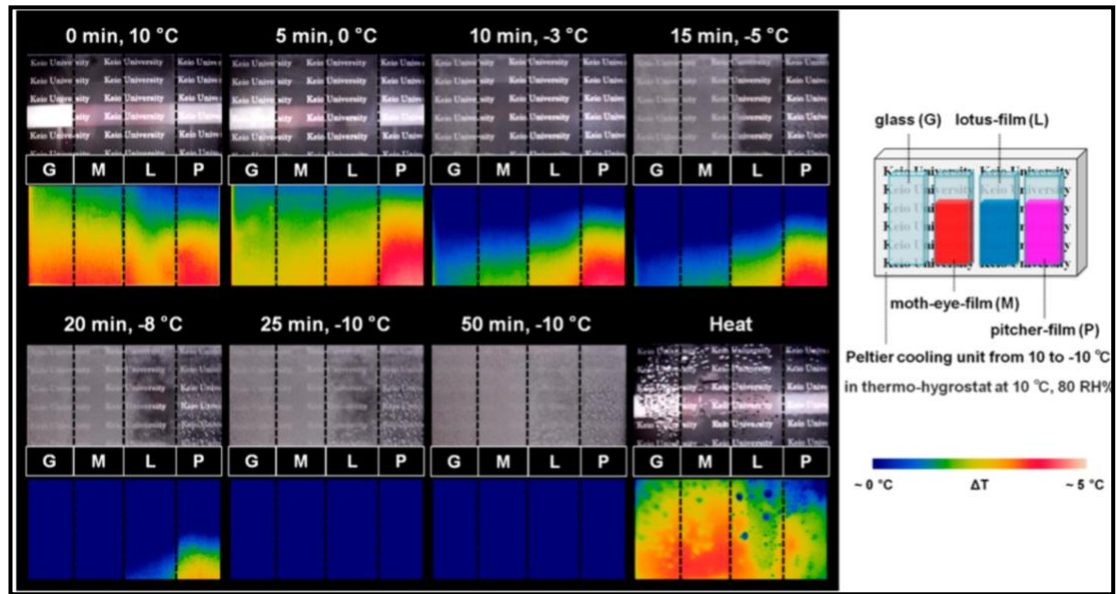 0 min, 10 °C
5 min, 0 °C
10 min, -3 °C
15 min, -5 °C
G M L P
G M L P
G M L P
G M L P
20 min, -8 °C
25 min, -10 °C
50 min, -10 °C
Heat
G M L P
G M L P
G M L P
G M L P
glass (G)
lotus-film (L)
Keio University
moth-eye-film (M)
pitcher-film (P)
Peltier cooling unit from 10 to -10 °C
in thermo-hygrostat at 10 °C, 80 RH%
~ 0 °C
ΔT
~ 5 °C